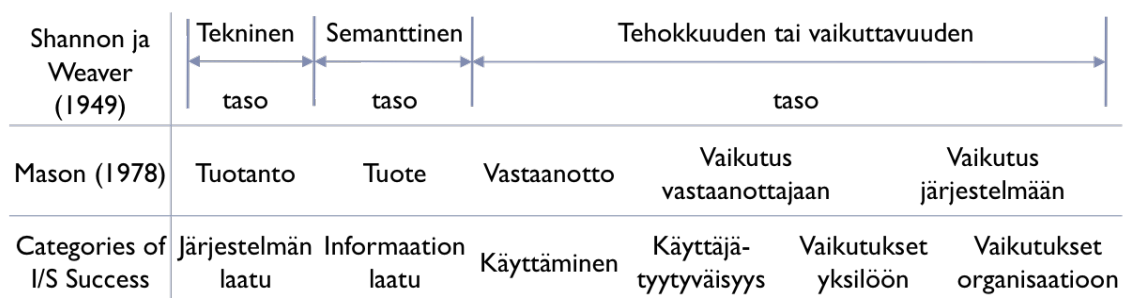 Shannon ja
Weaver
(1949)
Tekninen
taso
Semanttinen
taso
Tehokkuuden tai vaikuttavuuden
taso
Mason (1978)
Tuotanto
Tuote
Vastaanotto
Vaikutus
vastaanottajaan
Vaikutus
järjestelmään
Categories of
I/S Success
Järjestelmän
laatu
Informaation
laatu
Käyttäminen
Käyttäjä-
tyytyväisyys
Vaikutukset
yksilöön
Vaikutukset
organisaatioon